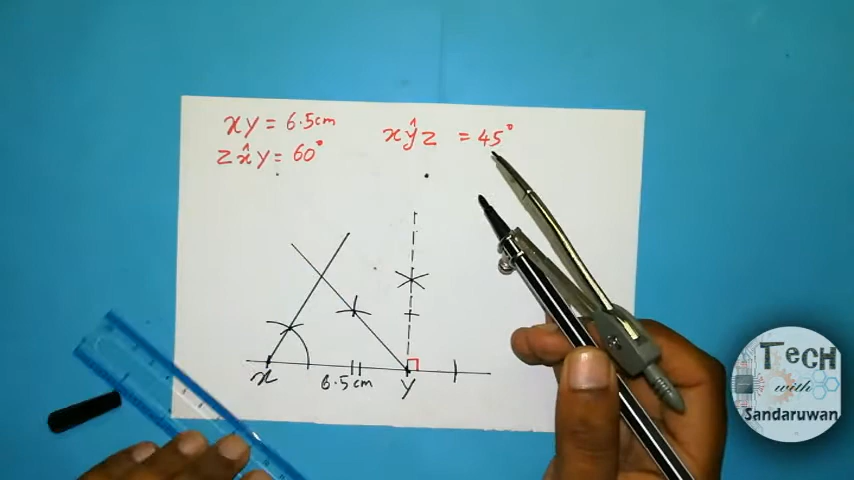 xy = 6.5cm
xŷz = 45°
zx̂y = 60°
x
6.5cm
y
TecH
with
Sandaruwan